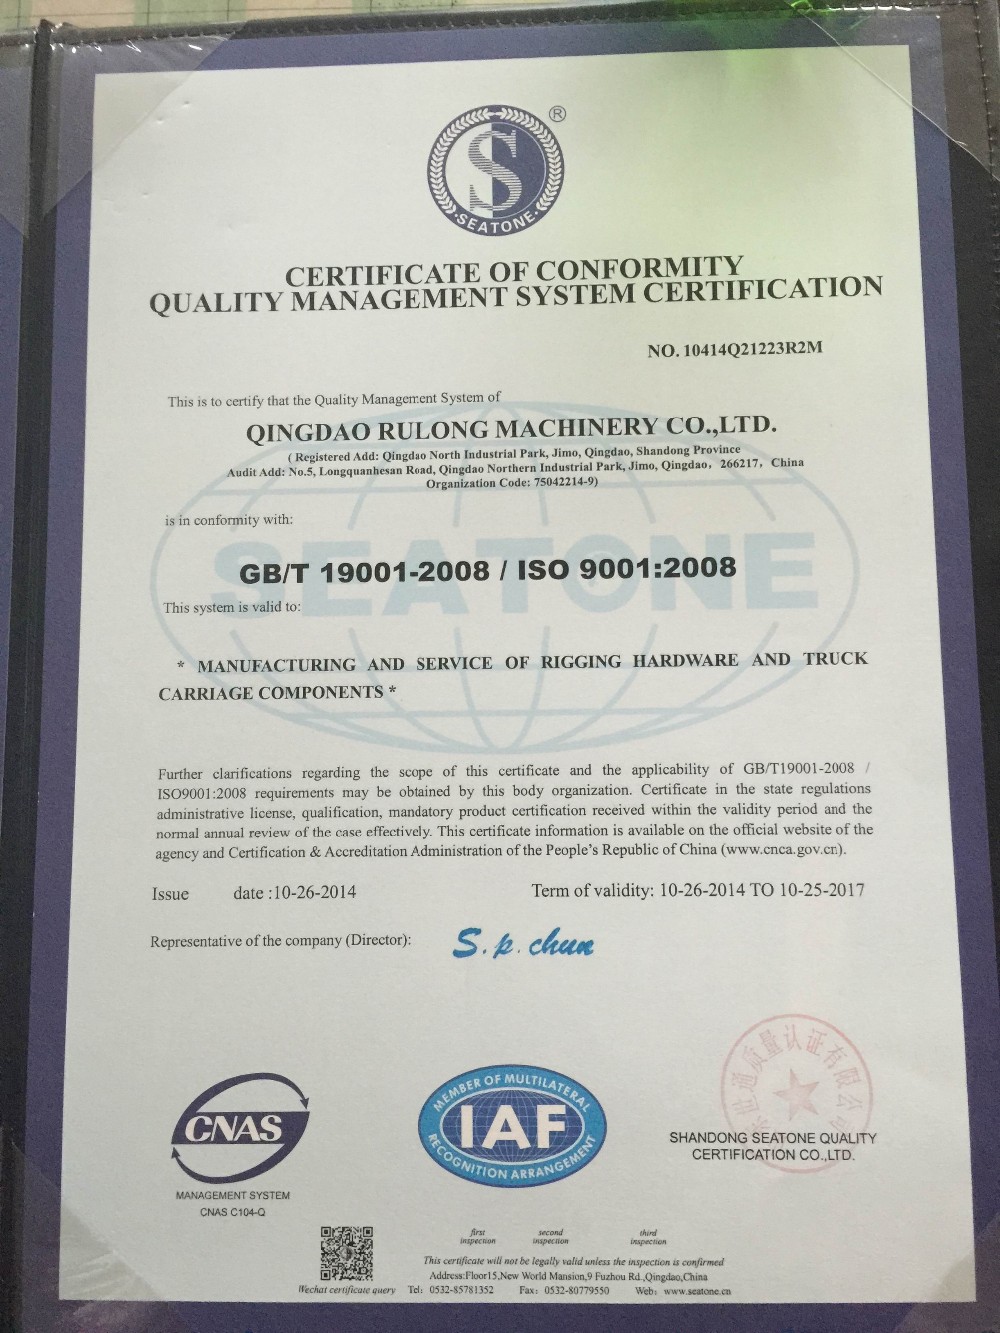 ®
S
SEATONE
CERTIFICATE OF CONFORMITY
QUALITY MANAGEMENT SYSTEM CERTIFICATION
NO. 10414Q21223R2M
This is to certify that the Quality Management System of
QINGDAO RULONG MACHINERY CO.,LTD.
( Registered Add: Qingdao North Industrial Park, Jimo, Qingdao, Shandong Province
Audit Add: No.5, Longquanhesan Road, Qingdao Northern Industrial Park, Jimo, Qingdao, 266217, China
Organization Code: 75042214-9)
is in conformity with:
SEATONE
GB/T 19001-2008 / ISO 9001:2008
This system is valid to:
* MANUFACTURING AND SERVICE OF RIGGING HARDWARE AND TRUCK
CARRIAGE COMPONENTS *
Further clarifications regarding the scope of this certificate and the applicability of GB/T19001-2008 /
ISO9001:2008 requirements may be obtained by this body organization. Certificate in the state regulations
administrative license, qualification, mandatory product certification received within the validity period and the
normal annual review of the case effectively. This certificate information is available on the official website of the
agency and Certification & Accreditation Administration of the People's Republic of China (www.cnca.gov.cn).
Issue date :10-26-2014 Term of validity: 10-26-2014 TO 10-25-2017
Representative of the company (Director): S.p.chun
CNAS
MANAGEMENT SYSTEM
CNAS C104-Q
MEMBER OF MULTILATERAL
IAF
RECOGNITION ARRANGEMENT
世通质量认证有限公司
SHANDONG SEATONE QUALITY
CERTIFICATION CO.,LTD.
first inspection second inspection third inspection
This certificate will not be legally valid unless the inspection is confirmed
Address:Floor15,New World Mansion,9 Fuzhou Rd.,Qingdao,China
Wechat certificate query Tel: 0532-85781352 Fax: 0532-80779550 Web: www.seatone.cn